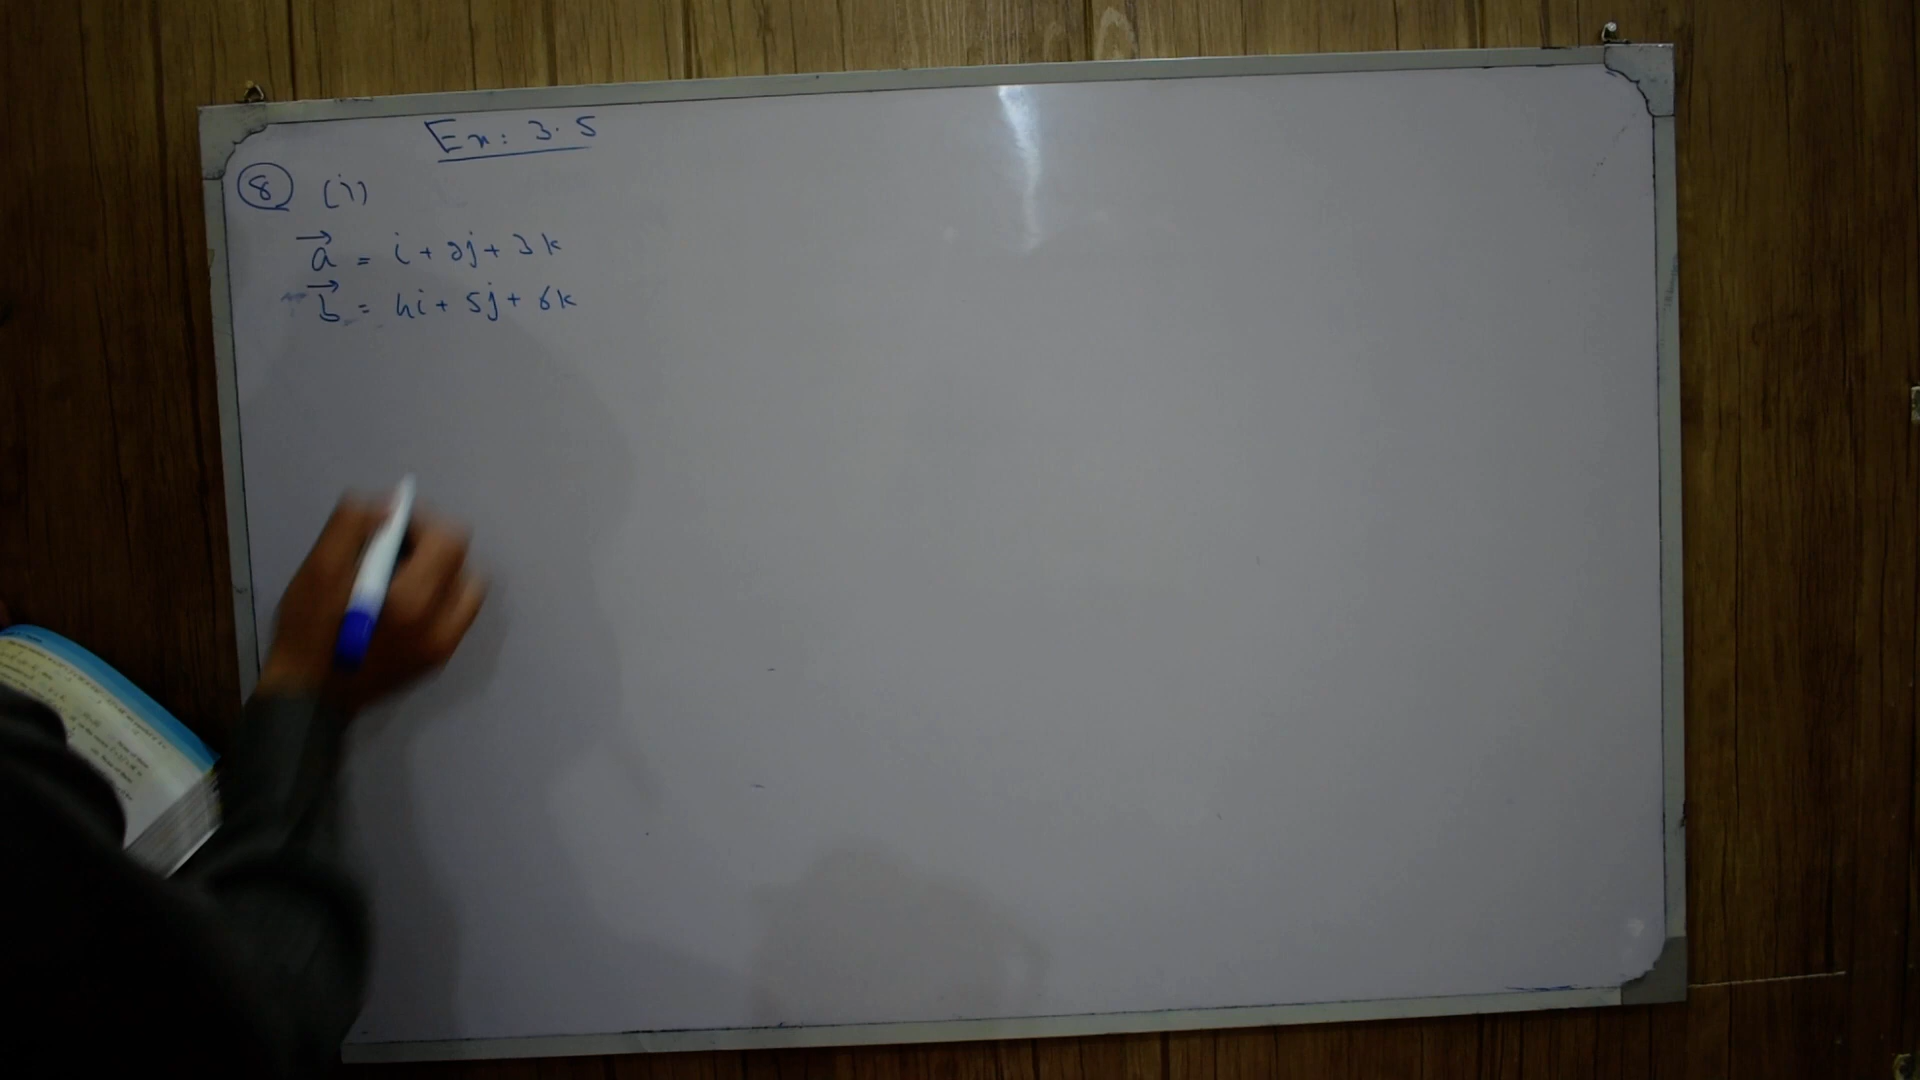 Ex: 3.5
8 (i)
a⃗ = i + 2j + 3k
b⃗ = 4i + 5j + 6k